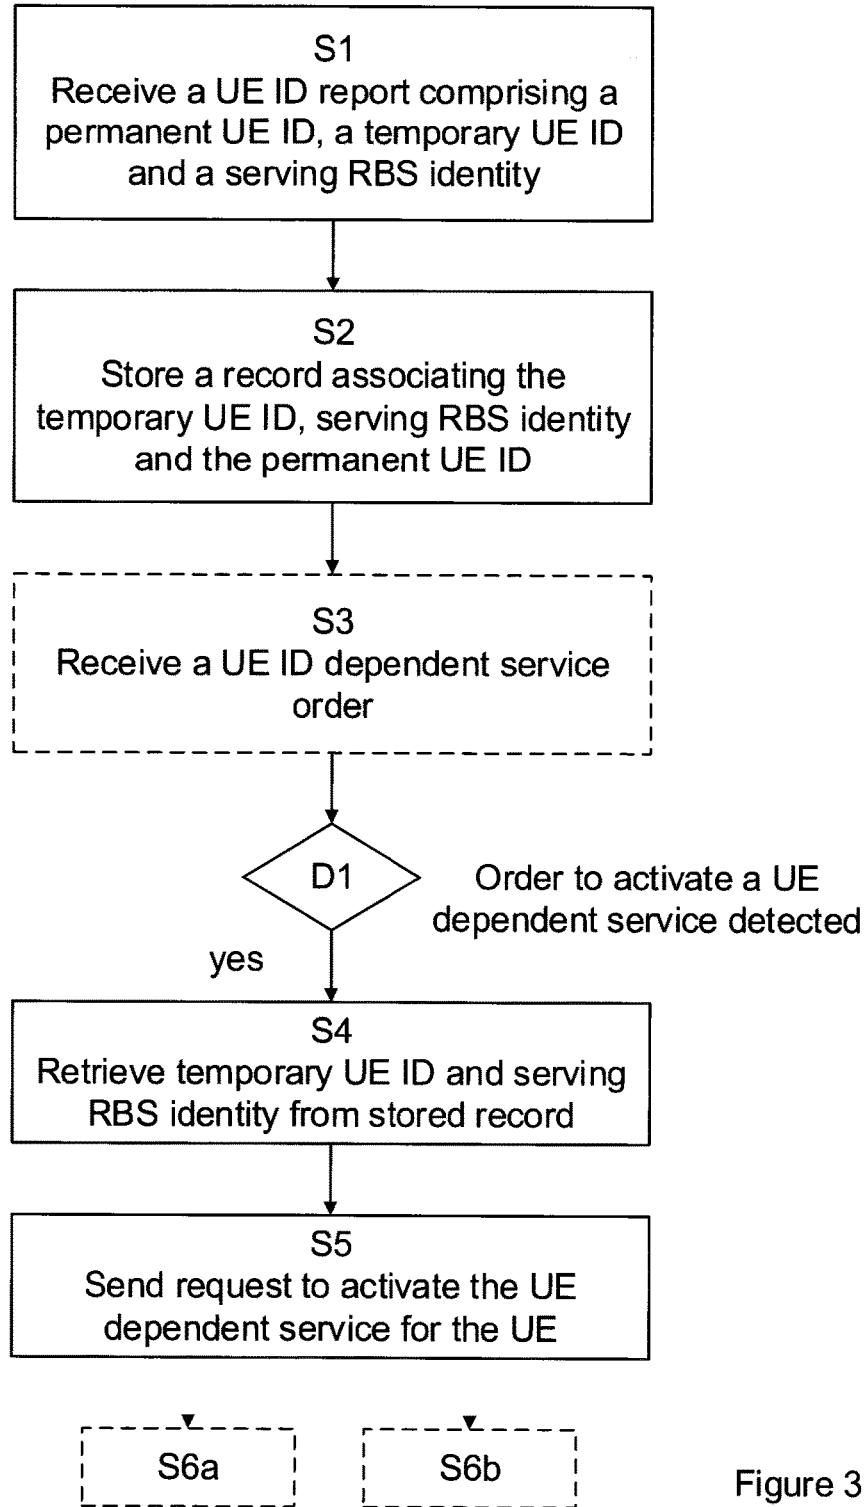 S1
Receive a UE ID report comprising a
permanent UE ID, a temporary UE ID
and a serving RBS identity
S2
Store a record associating the
temporary UE ID, serving RBS identity
and the permanent UE ID
S3
Receive a UE ID dependent service
order
D1
Order to activate a UE
dependent service detected
yes
S4
Retrieve temporary UE ID and serving
RBS identity from stored record
S5
Send request to activate the UE
dependent service for the UE
S6a
S6b
Figure 3